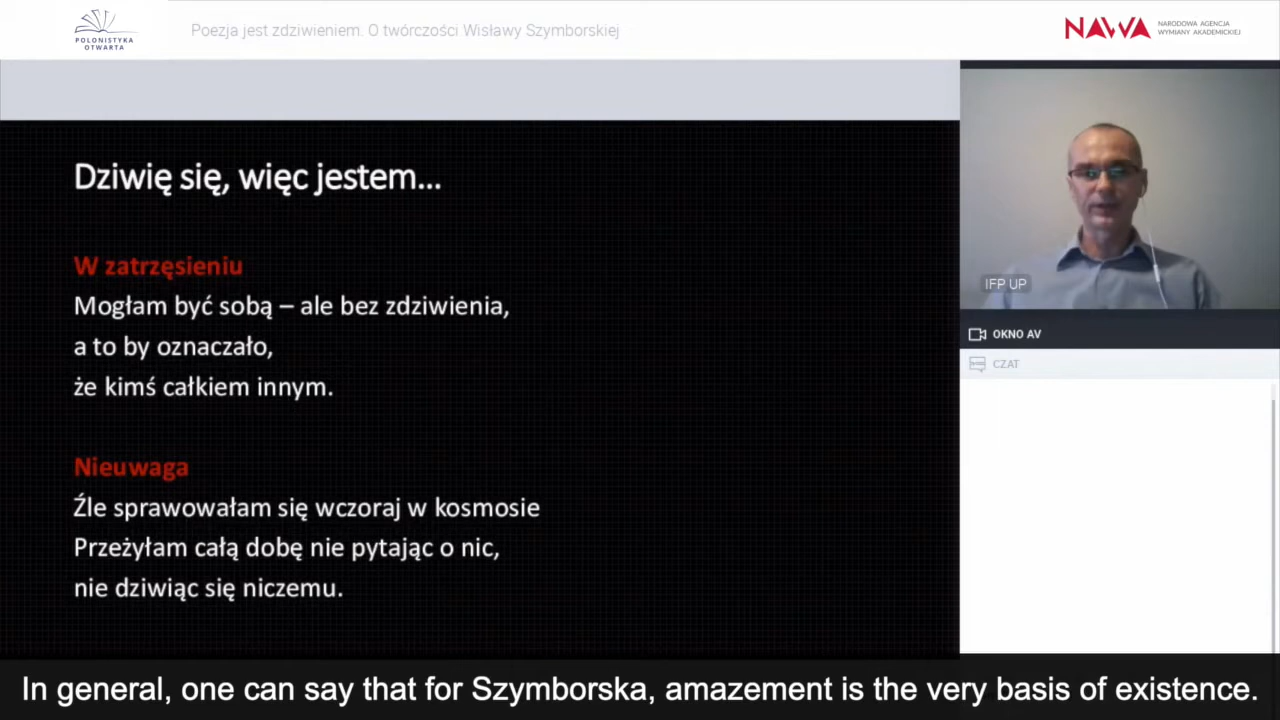 POLONISTYKA
OTWARTA
Poezja jest zdziwieniem. O twórczości Wisławy Szymborskiej
NAWA
NARODOWA AGENCJA
WYMIANY AKADEMICKIEJ
Dziwię się, więc jestem...
W zatrzęsieniu
Mogłam być sobą – ale bez zdziwienia,
a to by oznaczało,
że kimś całkiem innym.
Nieuwaga
Źle sprawowałam się wczoraj w kosmosie
Przeżyłam całą dobę nie pytając o nic,
nie dziwiąc się niczemu.
IFP UP
OKNO AV
CZAT
In general, one can say that for Szymborska, amazement is the very basis of existence.